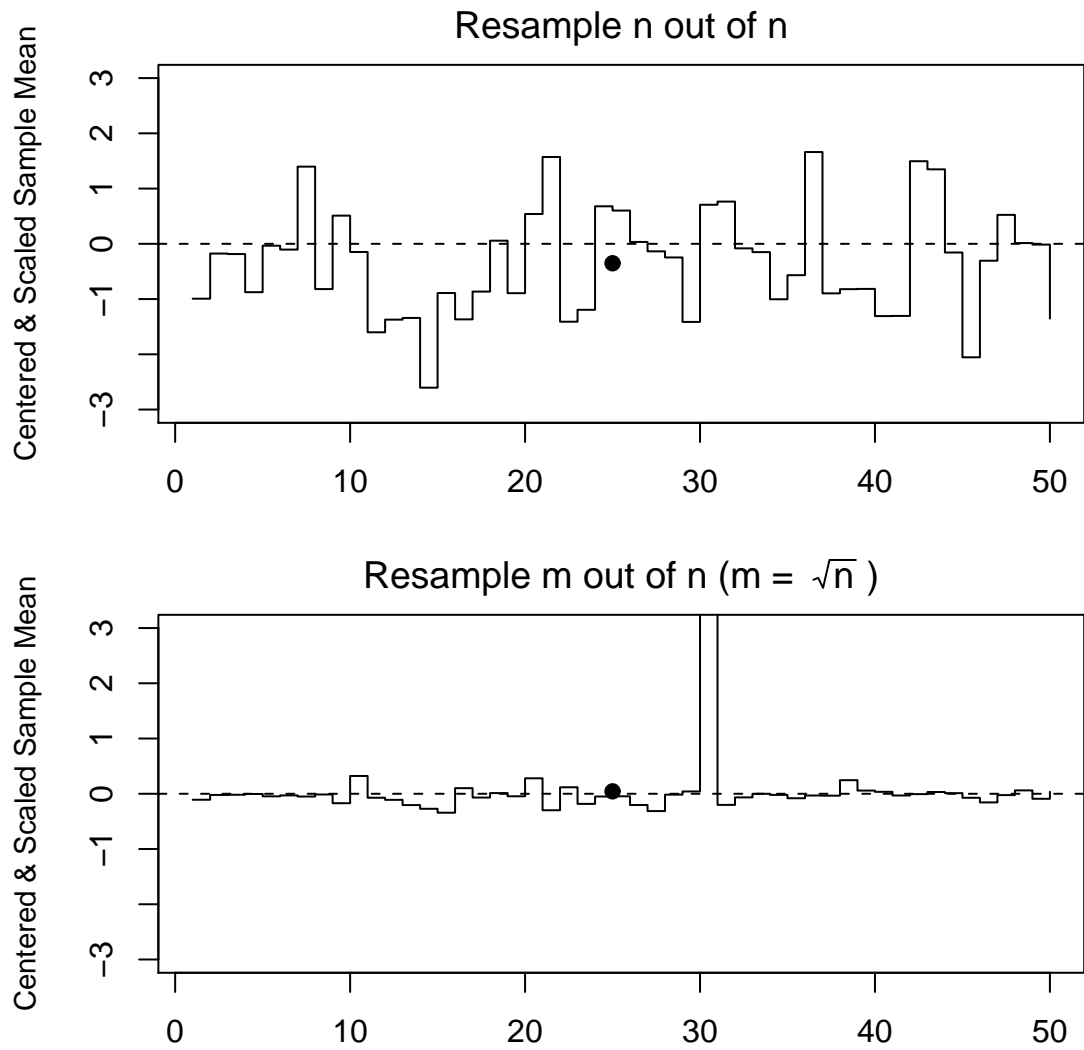 Resample n out of n
Centered & Scaled Sample Mean
3
2
1
0
−1
−3
0 10 20 30 40 50
Resample m out of n (m = √n )
Centered & Scaled Sample Mean
3
2
1
0
−1
−3
0 10 20 30 40 50